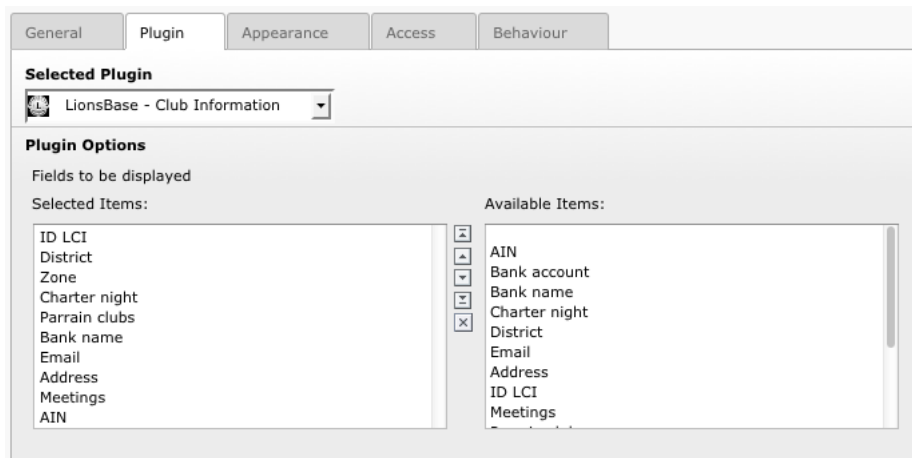 General Plugin Appearance Access Behaviour
Selected Plugin
LionsBase - Club Information
Plugin Options
Fields to be displayed
Selected Items:
ID LCI
District
Zone
Charter night
Parrain clubs
Bank name
Email
Address
Meetings
AIN
Available Items:
AIN
Bank account
Bank name
Charter night
District
Email
Address
ID LCI
Meetings